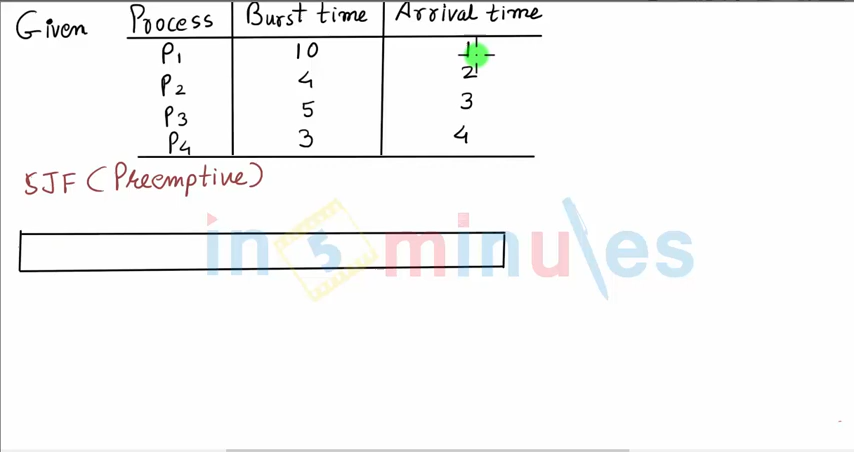 Given Process Burst time Arrival time
P1 10 1
P2 4 2
P3 5 3
P4 3 4
SJF (Preemptive)
in 5 minutes